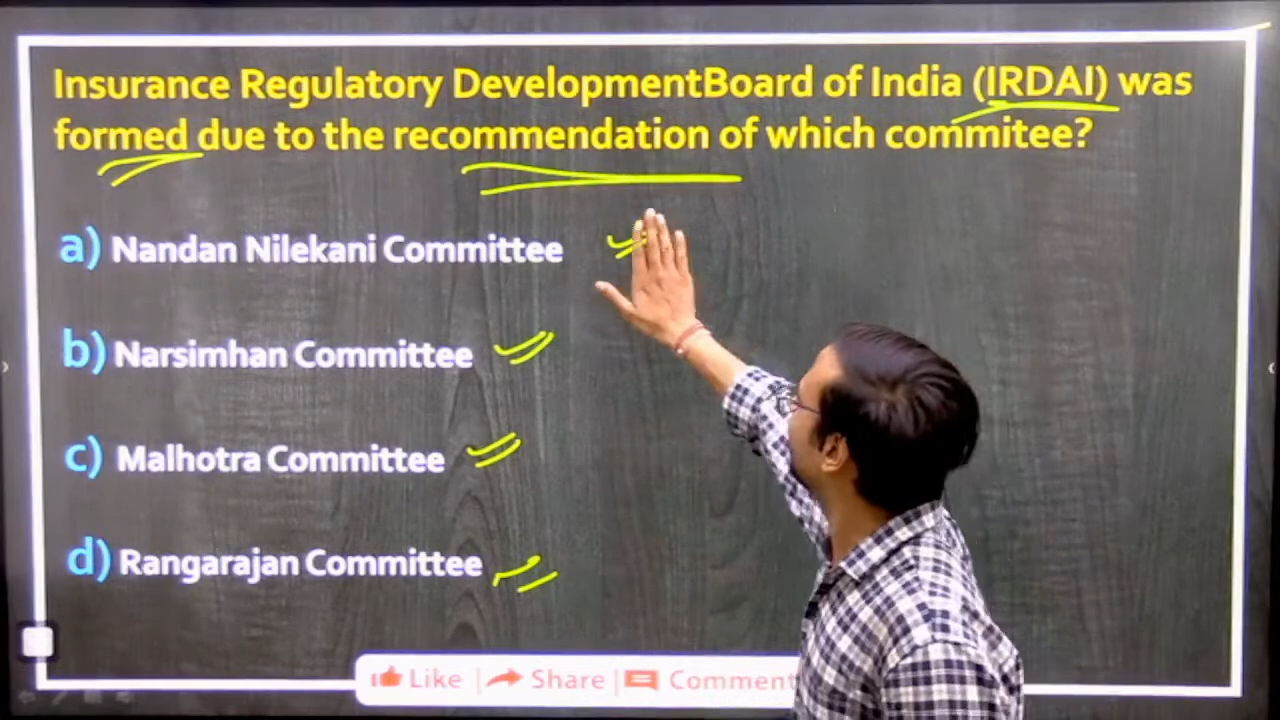 Insurance Regulatory DevelopmentBoard of India (IRDAI) was
formed due to the recommendation of which commitee?
a) Nandan Nilekani Committee
b) Narsimhan Committee
c) Malhotra Committee
d) Rangarajan Committee
Like | Share | Comment